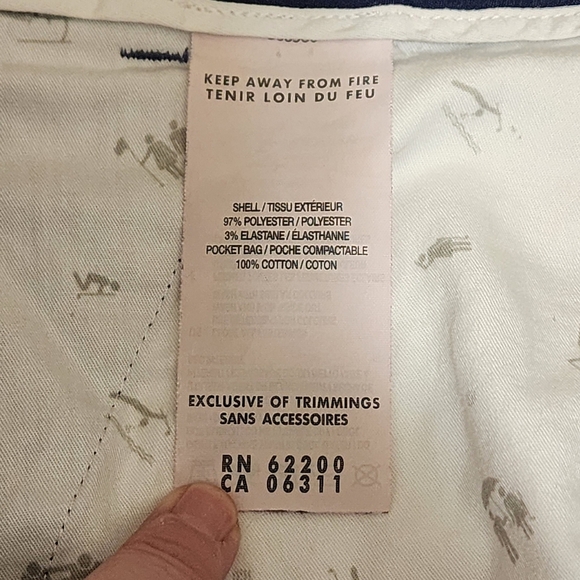 KEEP AWAY FROM FIRE
TENIR LOIN DU FEU
SHELL / TISSU EXTÉRIEUR
97% POLYESTER / POLYESTER
3% ELASTANE / ÉLASTHANNE
POCKET BAG / POCHE COMPACTABLE
100% COTTON / COTON
EXCLUSIVE OF TRIMMINGS
SANS ACCESSOIRES
RN 62200
CA 06311